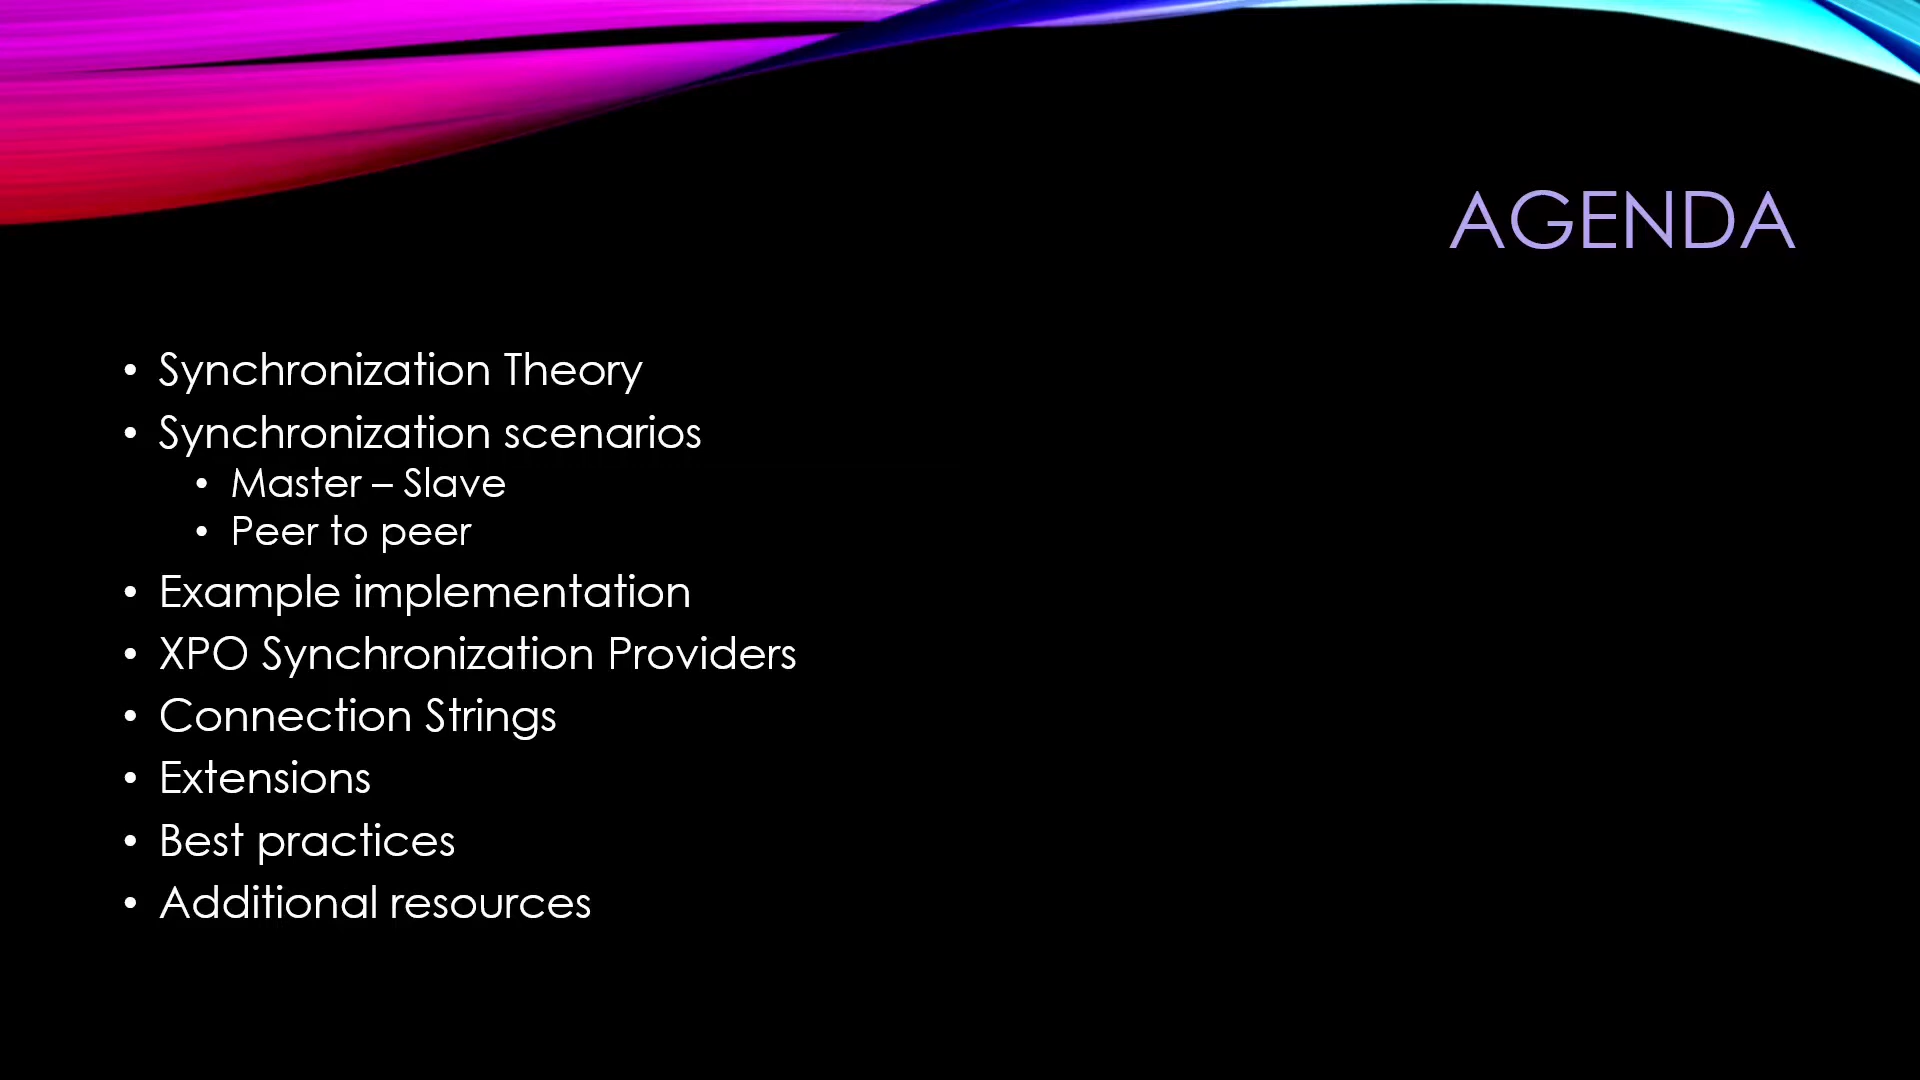 AGENDA
• Synchronization Theory
• Synchronization scenarios
• Master – Slave
• Peer to peer
• Example implementation
• XPO Synchronization Providers
• Connection Strings
• Extensions
• Best practices
• Additional resources